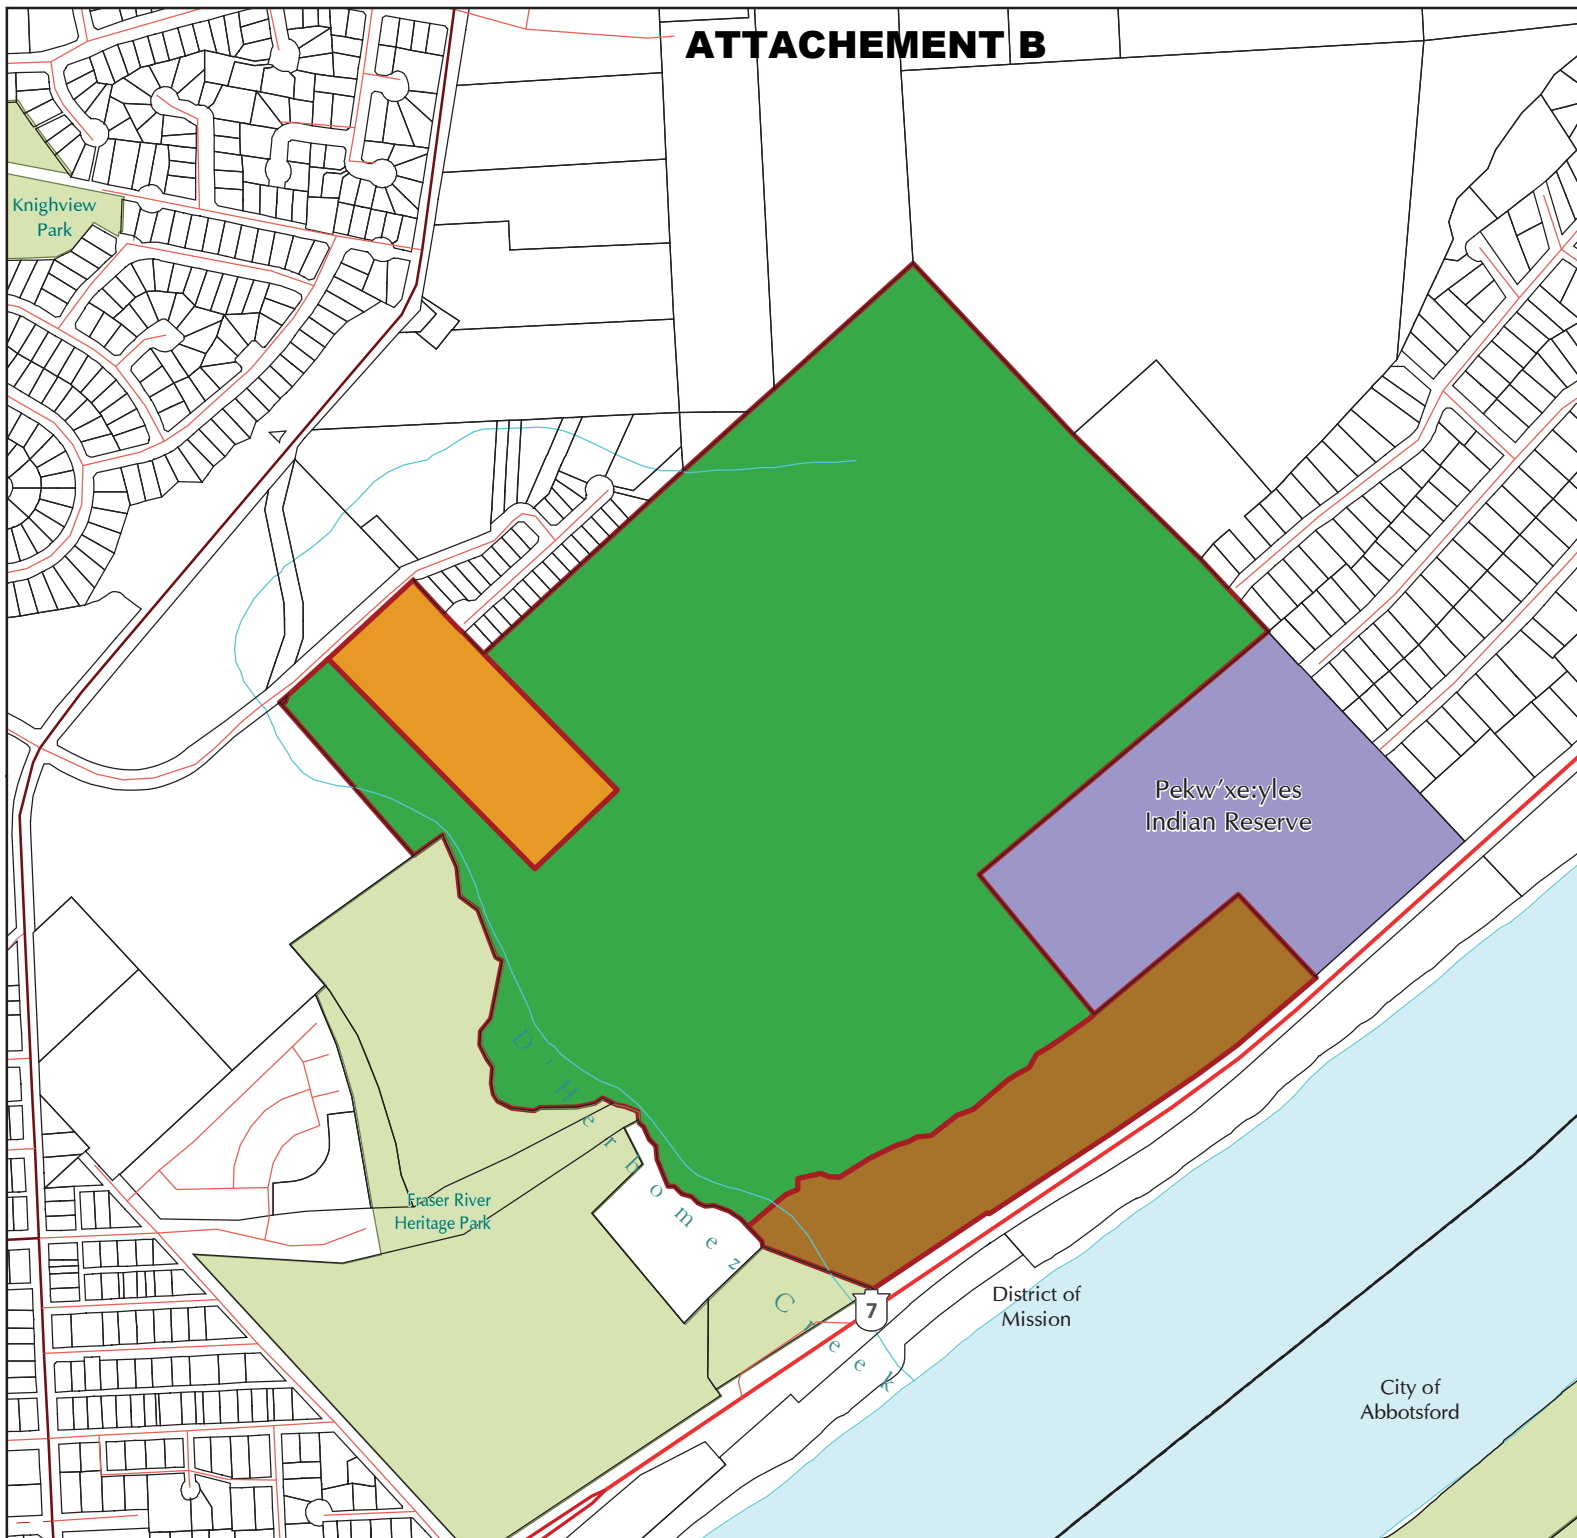 ATTACHEMENT B
Knighview
Park
Pekw'xe:yles
Indian Reserve
D'Herbomez Creek
Fraser River
Heritage Park
7
District of
Mission
City of
Abbotsford